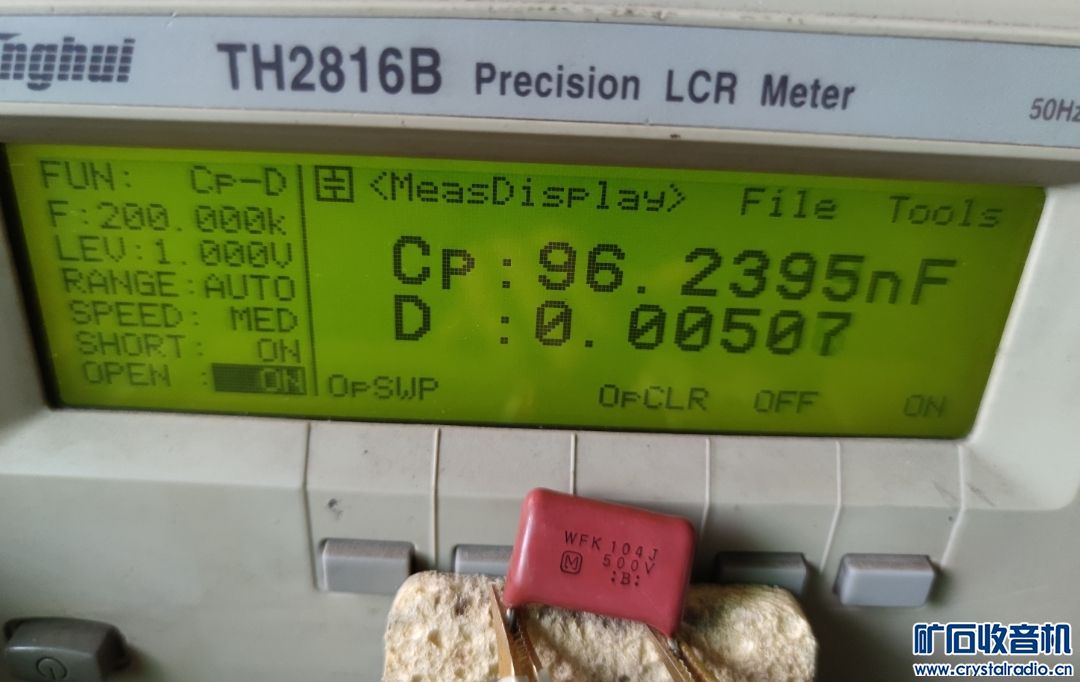 TH2816B Precision LCR Meter
50Hz
FUN: Cp-D
<MeasDisplay> File Tools
F:200.000k
LEV:1.000V
RANGE:AUTO
SPEED: MED
SHORT: ON
OPEN : ON
Cp:96.2395nF
D :0.00507
OpSWP OpCLR OFF ON
WFK 104J
M 500V
:B:
矿石收音机
www.crystalradio.cn